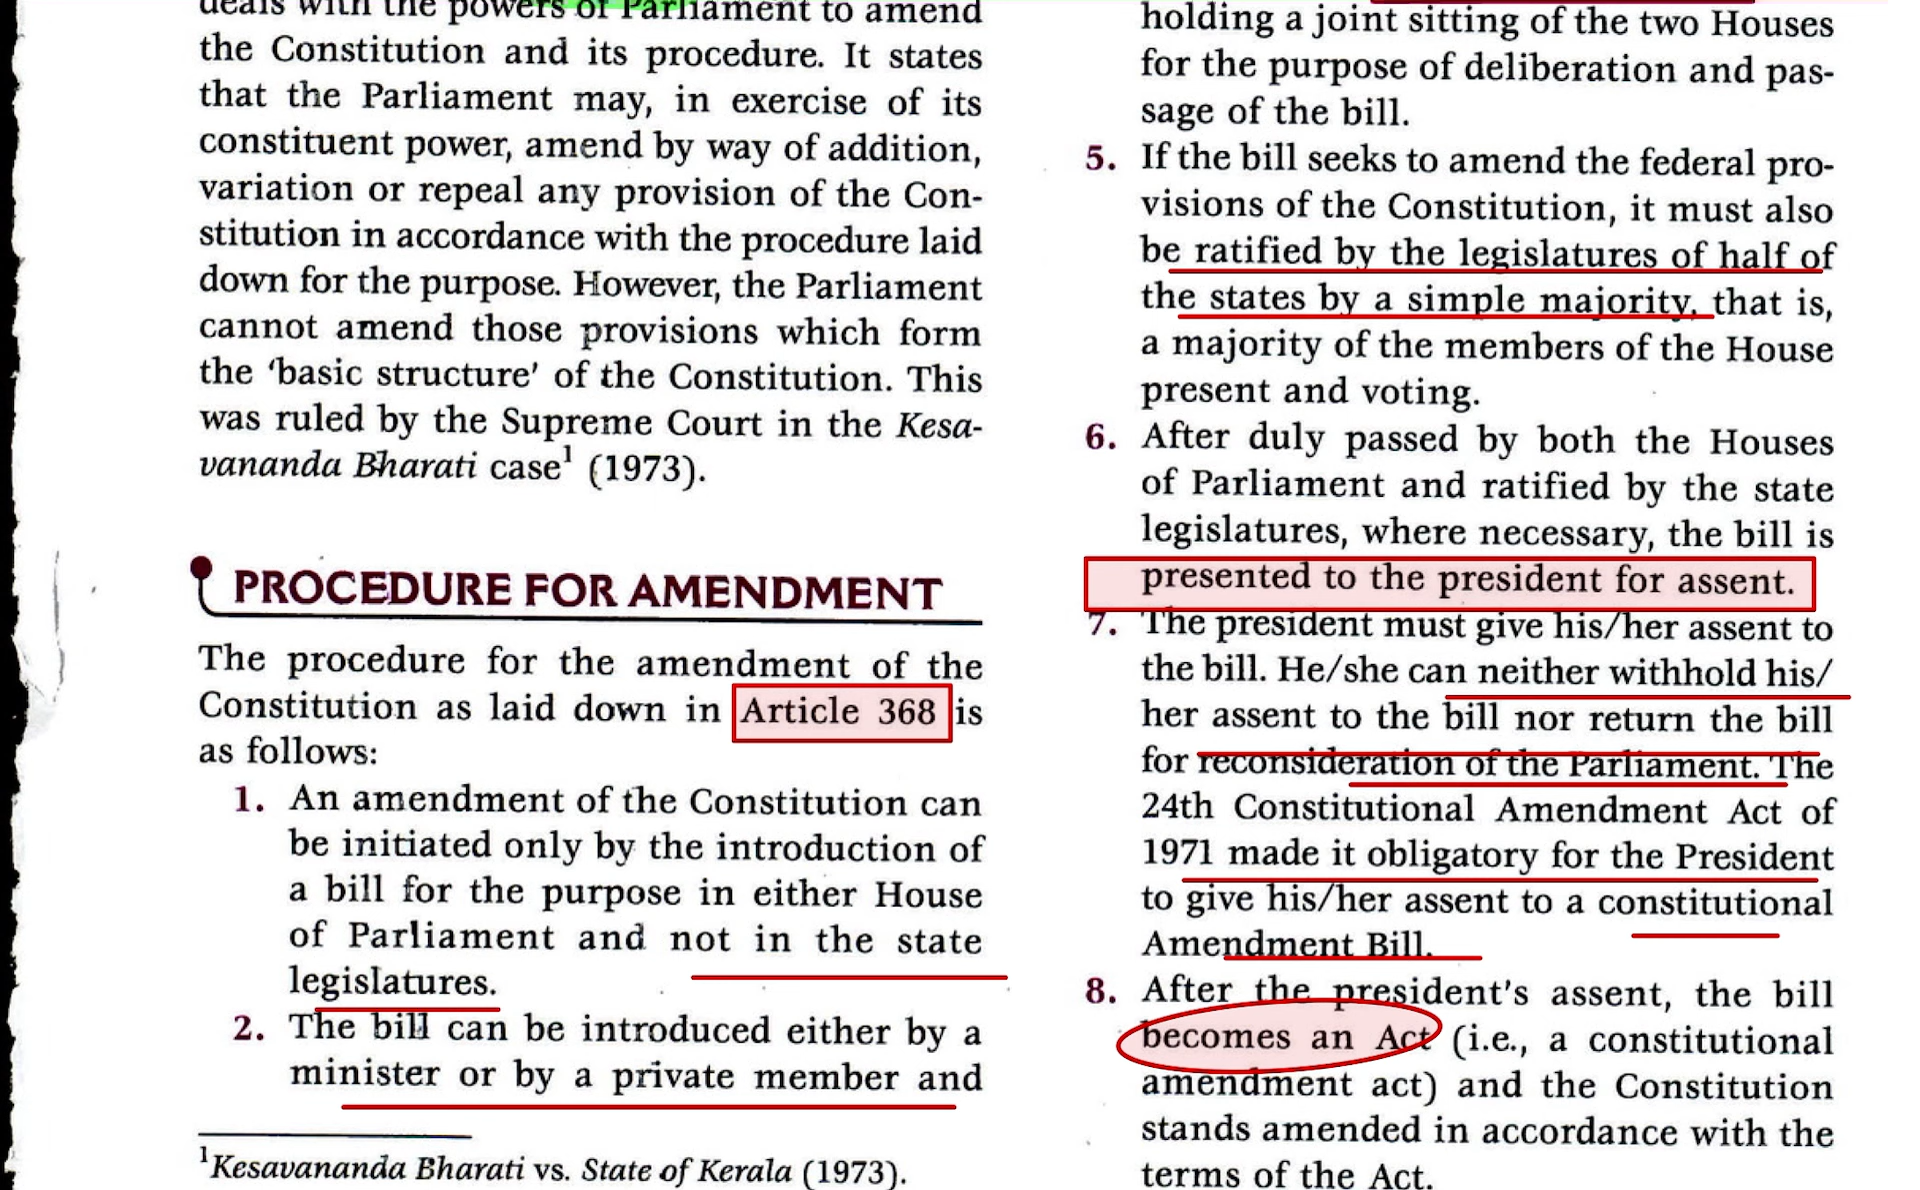 deals with the powers of Parliament to amend
the Constitution and its procedure. It states
that the Parliament may, in exercise of its
constituent power, amend by way of addition,
variation or repeal any provision of the Con-
stitution in accordance with the procedure laid
down for the purpose. However, the Parliament
cannot amend those provisions which form
the ‘basic structure’ of the Constitution. This
was ruled by the Supreme Court in the Kesa-
vananda Bharati case¹ (1973).
PROCEDURE FOR AMENDMENT
The procedure for the amendment of the
Constitution as laid down in Article 368 is
as follows:
1. An amendment of the Constitution can
be initiated only by the introduction of
a bill for the purpose in either House
of Parliament and not in the state
legislatures.
2. The bill can be introduced either by a
minister or by a private member and
¹Kesavananda Bharati vs. State of Kerala (1973).
holding a joint sitting of the two Houses
for the purpose of deliberation and pas-
sage of the bill.
5. If the bill seeks to amend the federal pro-
visions of the Constitution, it must also
be ratified by the legislatures of half of
the states by a simple majority, that is,
a majority of the members of the House
present and voting.
6. After duly passed by both the Houses
of Parliament and ratified by the state
legislatures, where necessary, the bill is
presented to the president for assent.
7. The president must give his/her assent to
the bill. He/she can neither withhold his/
her assent to the bill nor return the bill
for reconsideration of the Parliament. The
24th Constitutional Amendment Act of
1971 made it obligatory for the President
to give his/her assent to a constitutional
Amendment Bill.
8. After the president's assent, the bill
becomes an Act (i.e., a constitutional
amendment act) and the Constitution
stands amended in accordance with the
terms of the Act.